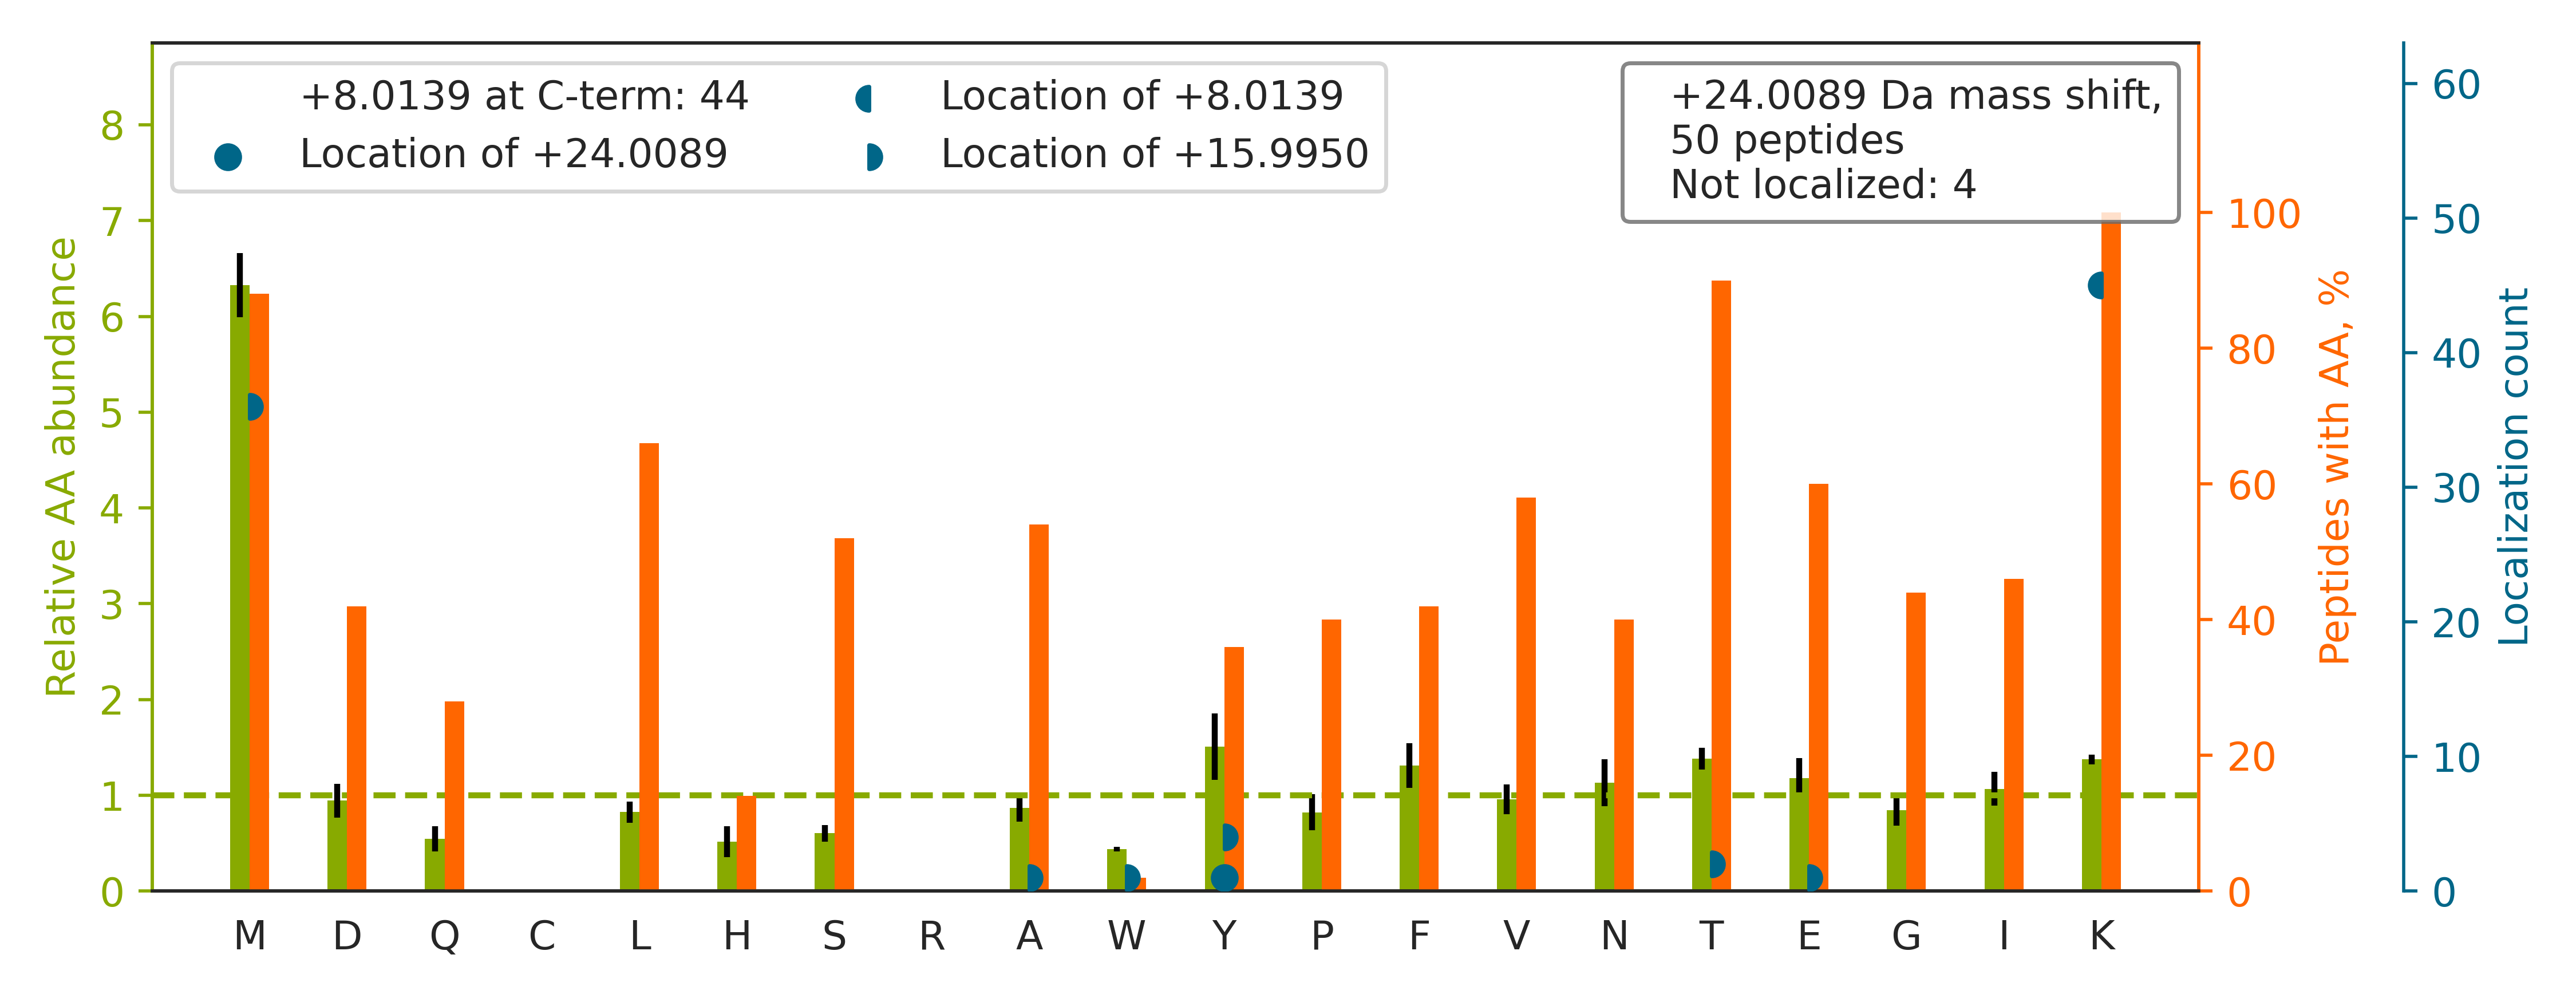 +8.0139 at C-term: 44
Location of +24.0089
Location of +8.0139
Location of +15.9950
+24.0089 Da mass shift,
50 peptides
Not localized: 4
Relative AA abundance
8
7
6
5
4
3
2
1
0
M D Q C L H S R A W Y P F V N T E G I K
100
80
60
40
20
0
Peptides with AA, %
60
50
40
30
20
10
0
Localization count